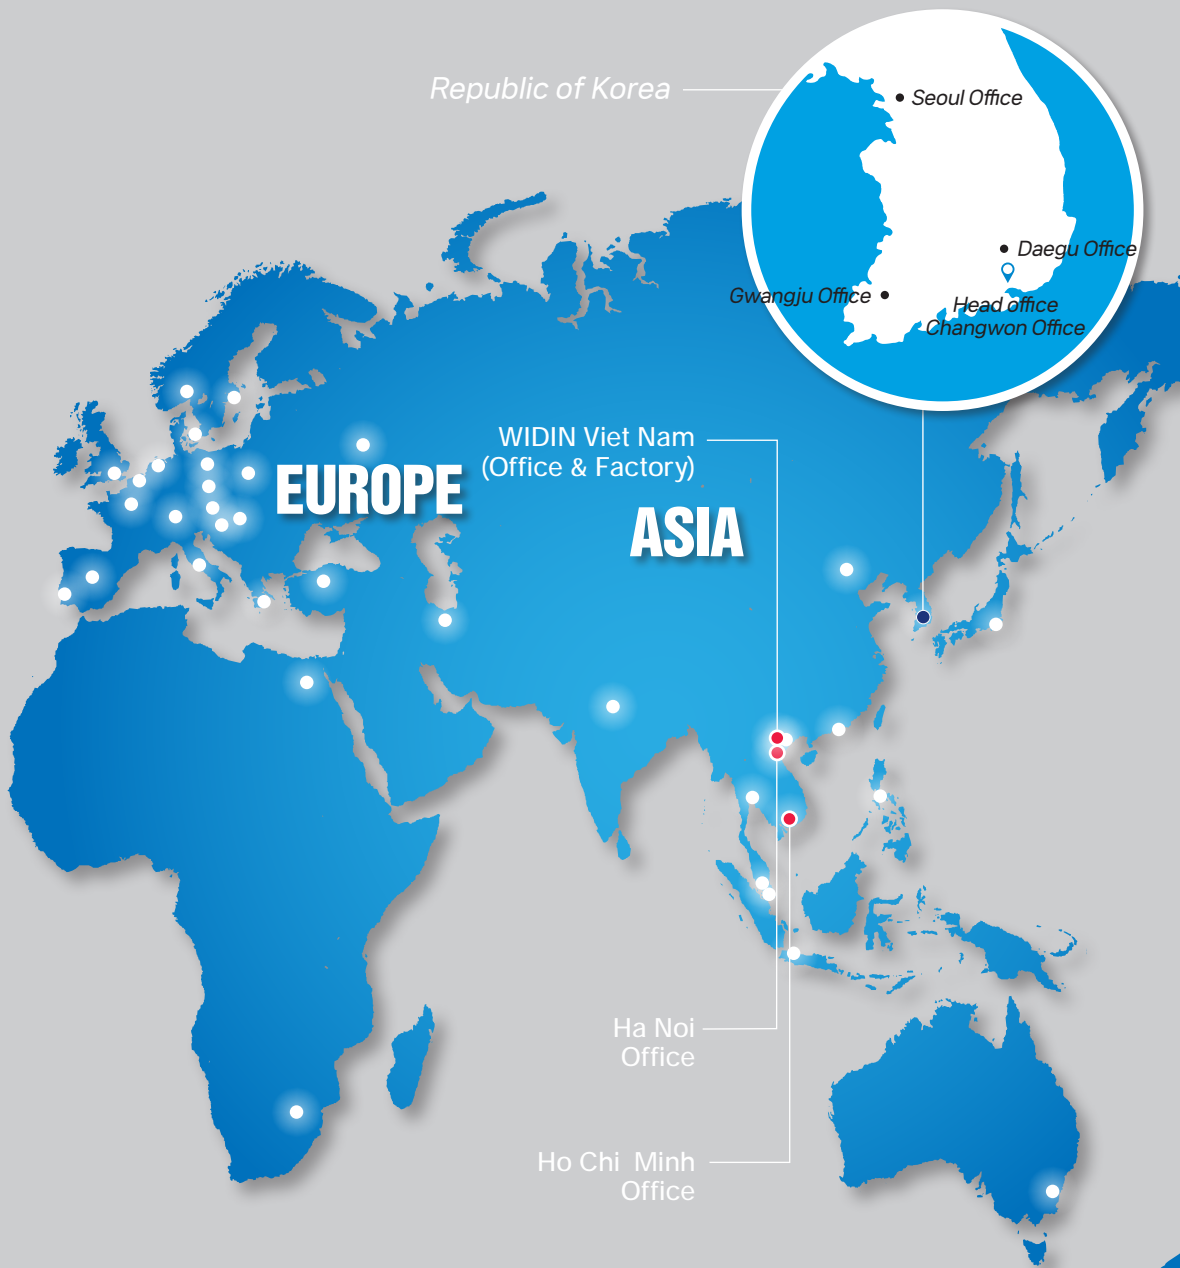 Republic of Korea
Seoul Office
Daegu Office
Gwangju Office
Head office
Changwon Office
WIDIN Viet Nam
(Office & Factory)
EUROPE
ASIA
Ha Noi
Office
Ho Chi Minh
Office